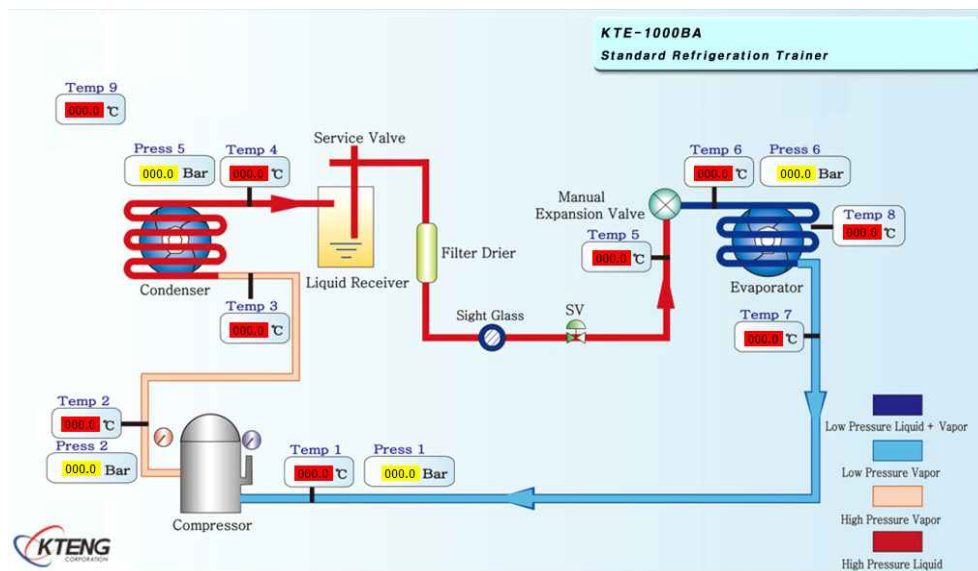 KTE-1000BA
Standard Refrigeration Trainer
Temp 9
000.0 ℃
Service Valve
Press 5
000.0 Bar
Temp 4
000.0 ℃
Temp 6
000.0 ℃
Press 6
000.0 Bar
Manual
Expansion Valve
Temp 8
000.0 ℃
Temp 5
000.0 ℃
Filter Drier
Condenser
Liquid Receiver
Evaporator
Temp 3
000.0 ℃
Sight Glass
SV
Temp 7
000.0 ℃
Temp 2
000.0 ℃
Press 2
000.0 Bar
Temp 1
000.0 ℃
Press 1
000.0 Bar
Compressor
Low Pressure Liquid + Vapor
Low Pressure Vapor
High Pressure Vapor
High Pressure Liquid
KTENG
CORPORATION